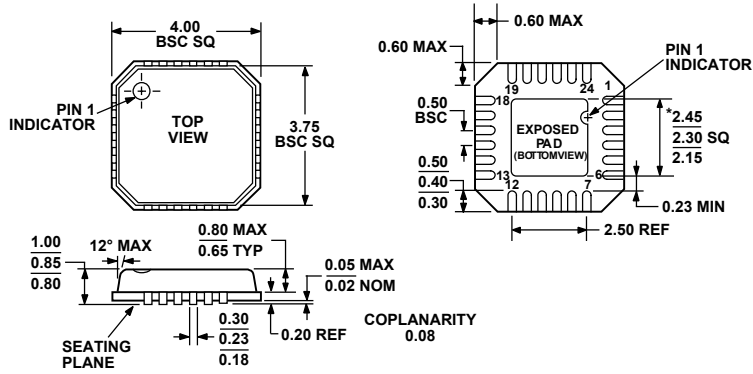 4.00
BSC SQ
PIN 1
INDICATOR
TOP
VIEW
3.75
BSC SQ
0.60 MAX
0.60 MAX
PIN 1
INDICATOR
19
24
1
18
0.50
BSC
EXPOSED
PAD
(BOTTOMVIEW)
*2.45
2.30 SQ
2.15
0.50
0.40
0.30
13
12
7
6
0.23 MIN
2.50 REF
1.00
0.85
0.80
12° MAX
0.80 MAX
0.65 TYP
0.05 MAX
0.02 NOM
SEATING
PLANE
0.30
0.23
0.18
0.20 REF
COPLANARITY
0.08